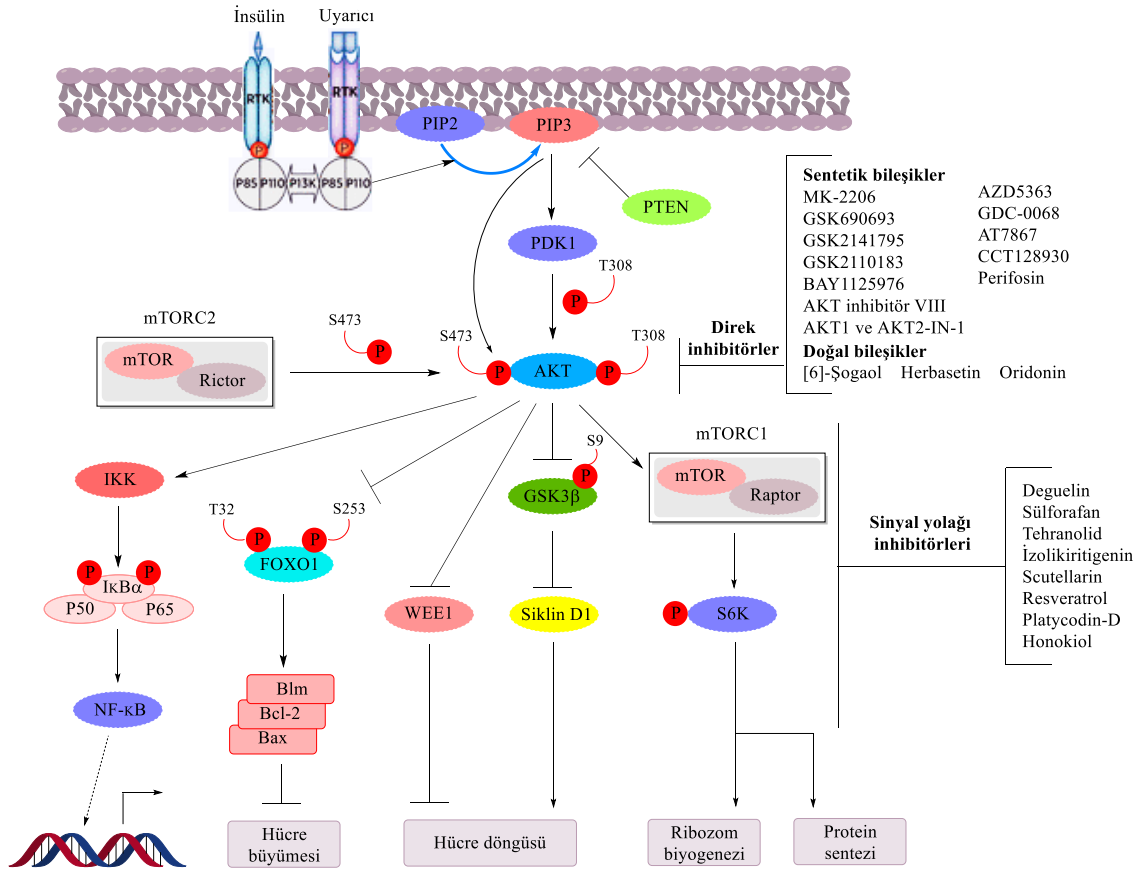 İnsülin
Uyarıcı
RTK
RTK
PIP2
PIP3
P
P
P85 P110 P13K P85 P110
PTEN
PDK1
T308
P
Sentetik bileşikler
MK-2206
GSK690693
GSK2141795
GSK2110183
BAY1125976
AKT inhibitör VIII
AKT1 ve AKT2-IN-1
AZD5363
GDC-0068
AT7867
CCT128930
Perifosin
Doğal bileşikler
[6]-Şogaol Herbasetin Oridonin
Direk
inhibitörler
mTORC2
mTOR
Rictor
S473
P
S473
P
AKT
P
T308
mTORC1
mTOR
Raptor
S9
P
GSK3β
IKK
T32
P
S253
P
FOXO1
P
P
IκBα
P50
P65
WEE1
Siklin D1
P
S6K
Sinyal yolağı
inhibitörleri
Deguelin
Sülforafan
Tehranolid
İzolikiritigenin
Scutellarin
Resveratrol
Platycodin-D
Honokiol
NF-κB
Blm
Bcl-2
Bax
Hücre
büyümesi
Hücre döngüsü
Ribozom
biyogenezi
Protein
sentezi